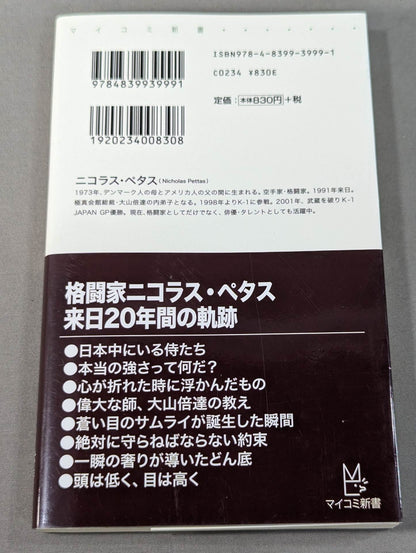 マイコミ新書
ISBN978-4-8399-3999-1
C0234 ¥830E
定価：本体830円+税
9784839939991
1920234008308
ニコラス・ペタス(Nicholas Pettas)
1973年、デンマーク人の母とアメリカ人の父の間に生まれる。空手家・格闘家。1991年来日。
極真会館総裁・大山倍達の内弟子となる。1998年よりK-1に参戦。2001年、武蔵を破りK-1
JAPAN GP優勝。現在、格闘家としてだけでなく、俳優・タレントとしても活躍中。
格闘家ニコラス・ペタス
来日20年間の軌跡
●日本中にいる侍たち
●本当の強さって何だ？
●心が折れた時に浮かんだもの
●偉大な師、大山倍達の教え
●蒼い目のサムライが誕生した瞬間
●絶対に守らねばならない約束
●一瞬の奢りが導いたどん底
●頭は低く、目は高く
マイコミ新書